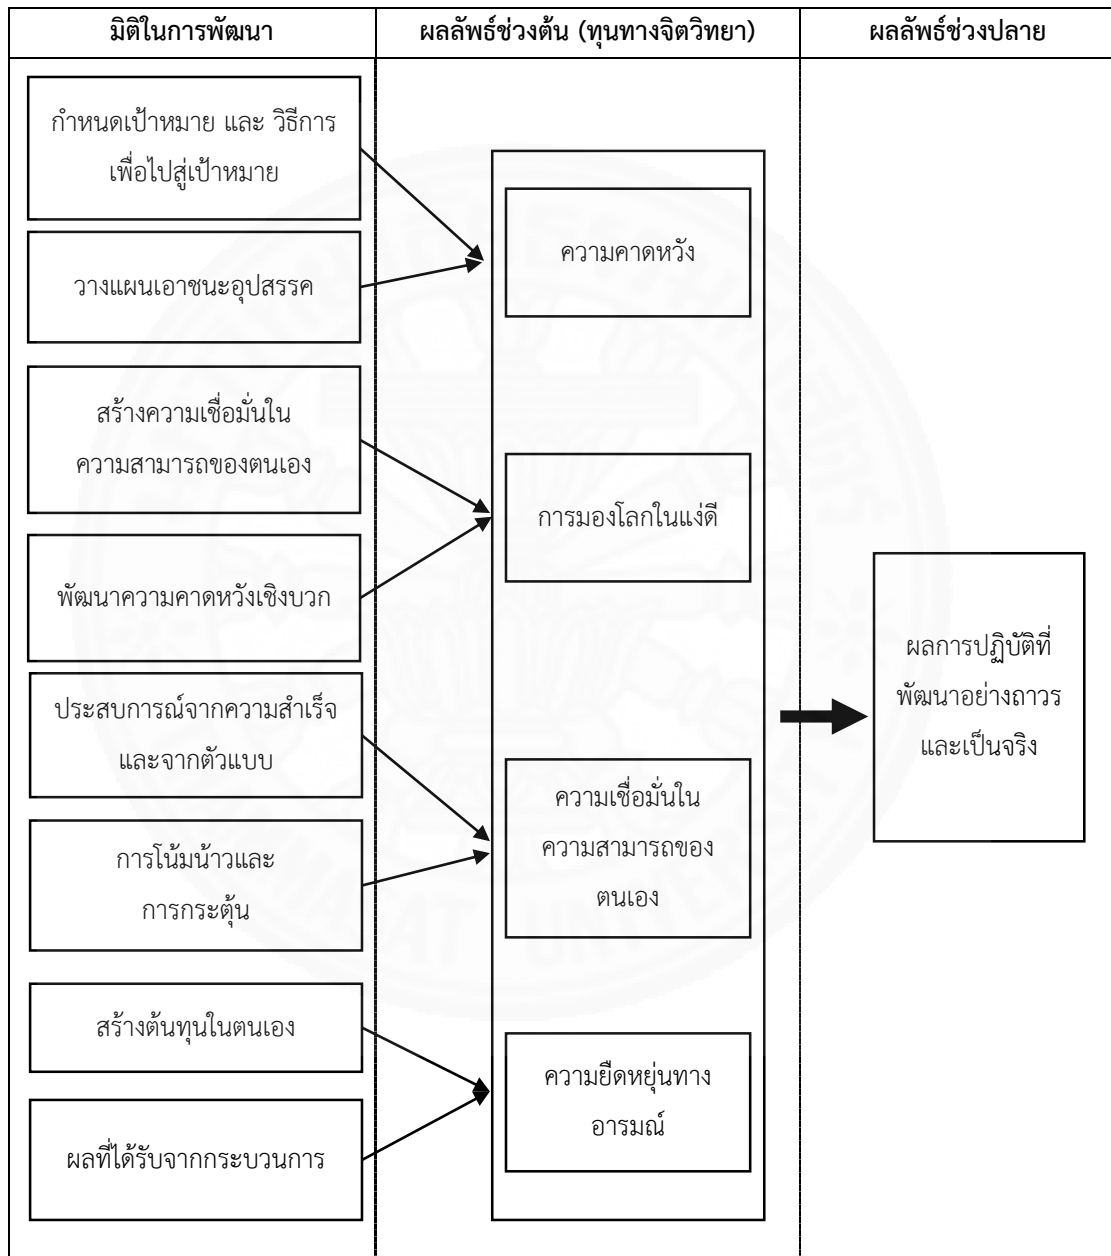 มิติในการพัฒนา
ผลลัพธ์ช่วงต้น (ทุนทางจิตวิทยา)
ผลลัพธ์ช่วงปลาย
กำหนดเป้าหมาย และ วิธีการ
เพื่อไปสู่เป้าหมาย
วางแผนเอาชนะอุปสรรค
สร้างความเชื่อมั่นใน
ความสามารถของตนเอง
พัฒนาความคาดหวังเชิงบวก
ประสบการณ์จากความสำเร็จ
และจากตัวแบบ
การโน้มน้าวและ
การกระตุ้น
สร้างต้นทุนในตนเอง
ผลที่ได้รับจากกระบวนการ
ความคาดหวัง
การมองโลกในแง่ดี
ความเชื่อมั่นใน
ความสามารถของ
ตนเอง
ความยืดหยุ่นทาง
อารมณ์
ผลการปฏิบัติที่
พัฒนาอย่างถาวร
และเป็นจริง